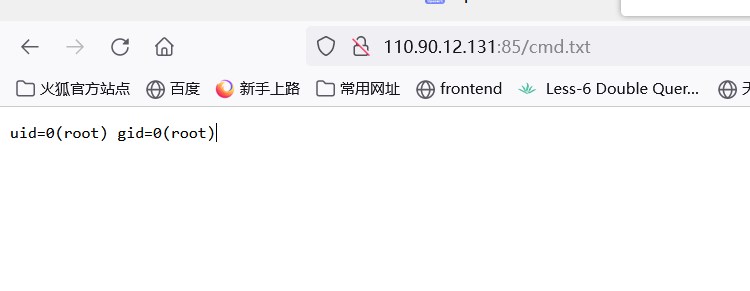 110.90.12.131:85/cmd.txt
火狐官方站点 百度 新手上路 常用网址 frontend Less-6 Double Quer...
uid=0(root) gid=0(root)